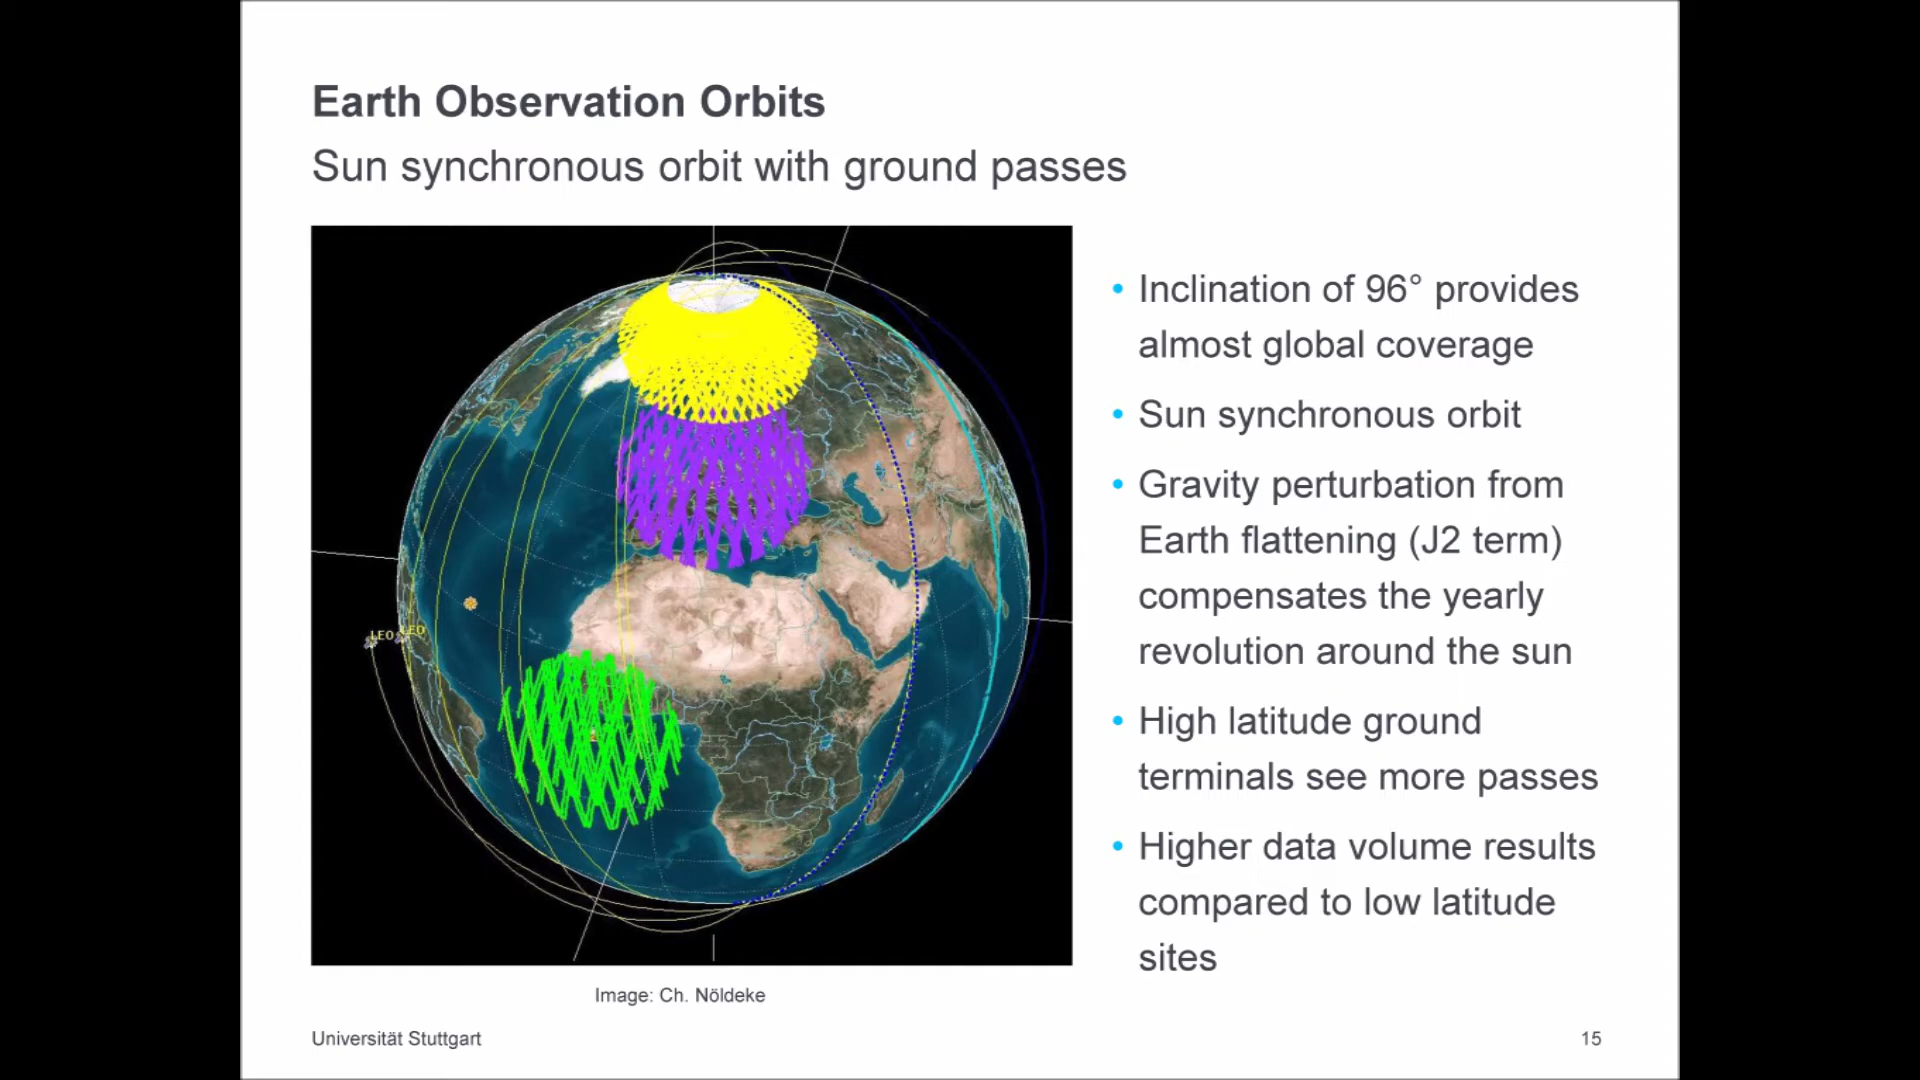 Earth Observation Orbits
Sun synchronous orbit with ground passes
LEO LEO
• Inclination of 96° provides
almost global coverage
• Sun synchronous orbit
• Gravity perturbation from
Earth flattening (J2 term)
compensates the yearly
revolution around the sun
• High latitude ground
terminals see more passes
• Higher data volume results
compared to low latitude
sites
Image: Ch. Nöldeke
Universität Stuttgart
15